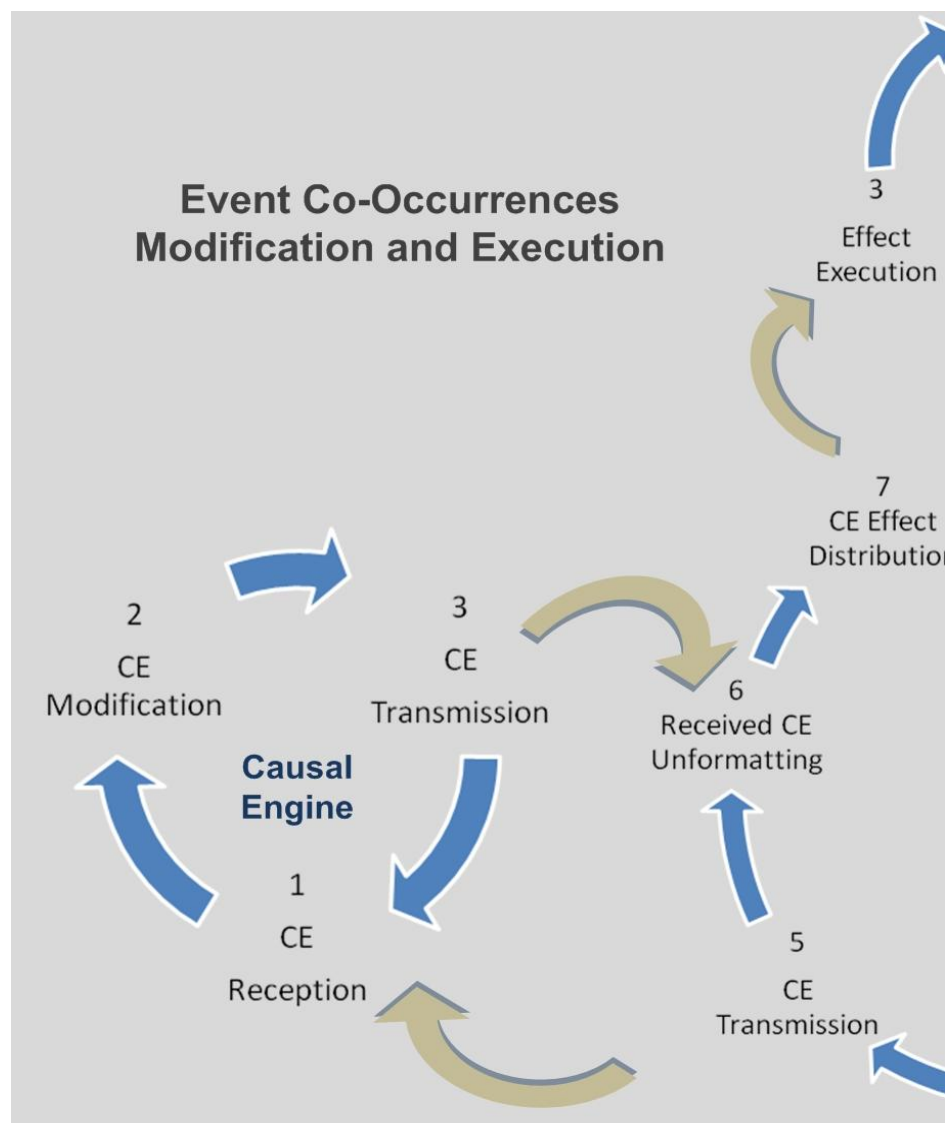 Event Co-Occurrences
Modification and Execution
3
Effect
Execution
7
CE Effect
Distribution
2
CE
Modification
3
CE
Transmission
6
Received CE
Unformatting
Causal
Engine
1
CE
Reception
5
CE
Transmission